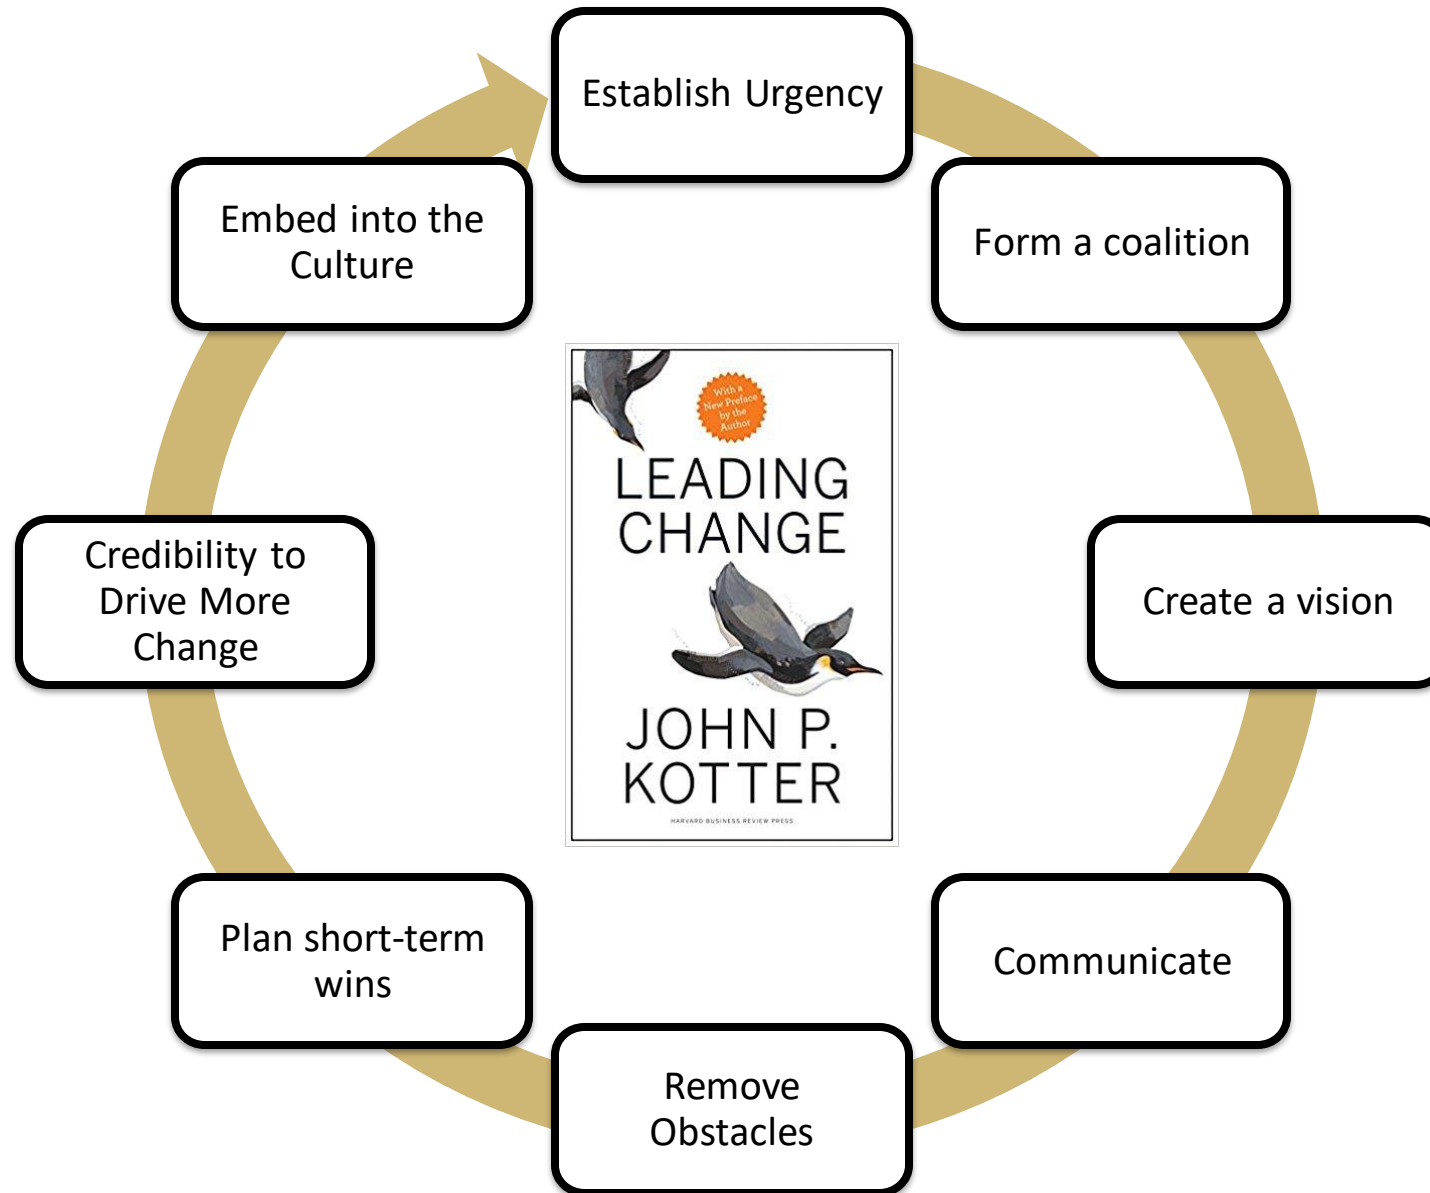 Establish Urgency
Form a coalition
Create a vision
Communicate
Remove
Obstacles
Plan short-term
wins
Credibility to
Drive More
Change
Embed into the
Culture
With a
New Preface
by the
Author
LEADING
CHANGE
JOHN P.
KOTTER
HARVARD BUSINESS REVIEW PRESS